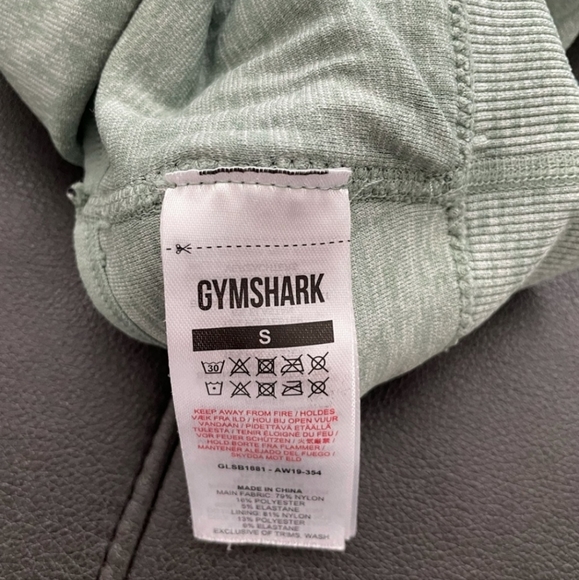 GYMSHARK
S
30
KEEP AWAY FROM FIRE / HOLDES
VÆK FRA ILD / HOU BIJ OPEN VUUR
VANDAAN / PIDETTÄVÄ ETÄÄLLÄ
TULESTA / TENIR ÉLOIGNÉ DU FEU /
VOR FEUER SCHÜTZEN /
HOLD BORTE FRA FLAMMER /
MANTENER ALEJADO DEL FUEGO /
SKYDDA MOT ELD
GLSB1881 - AW19-354
MADE IN CHINA
MAIN FABRIC: 79% NYLON
16% POLYESTER
5% ELASTANE
LINING: 81% NYLON
13% POLYESTER
6% ELASTANE
EXCLUSIVE OF TRIMS. WASH